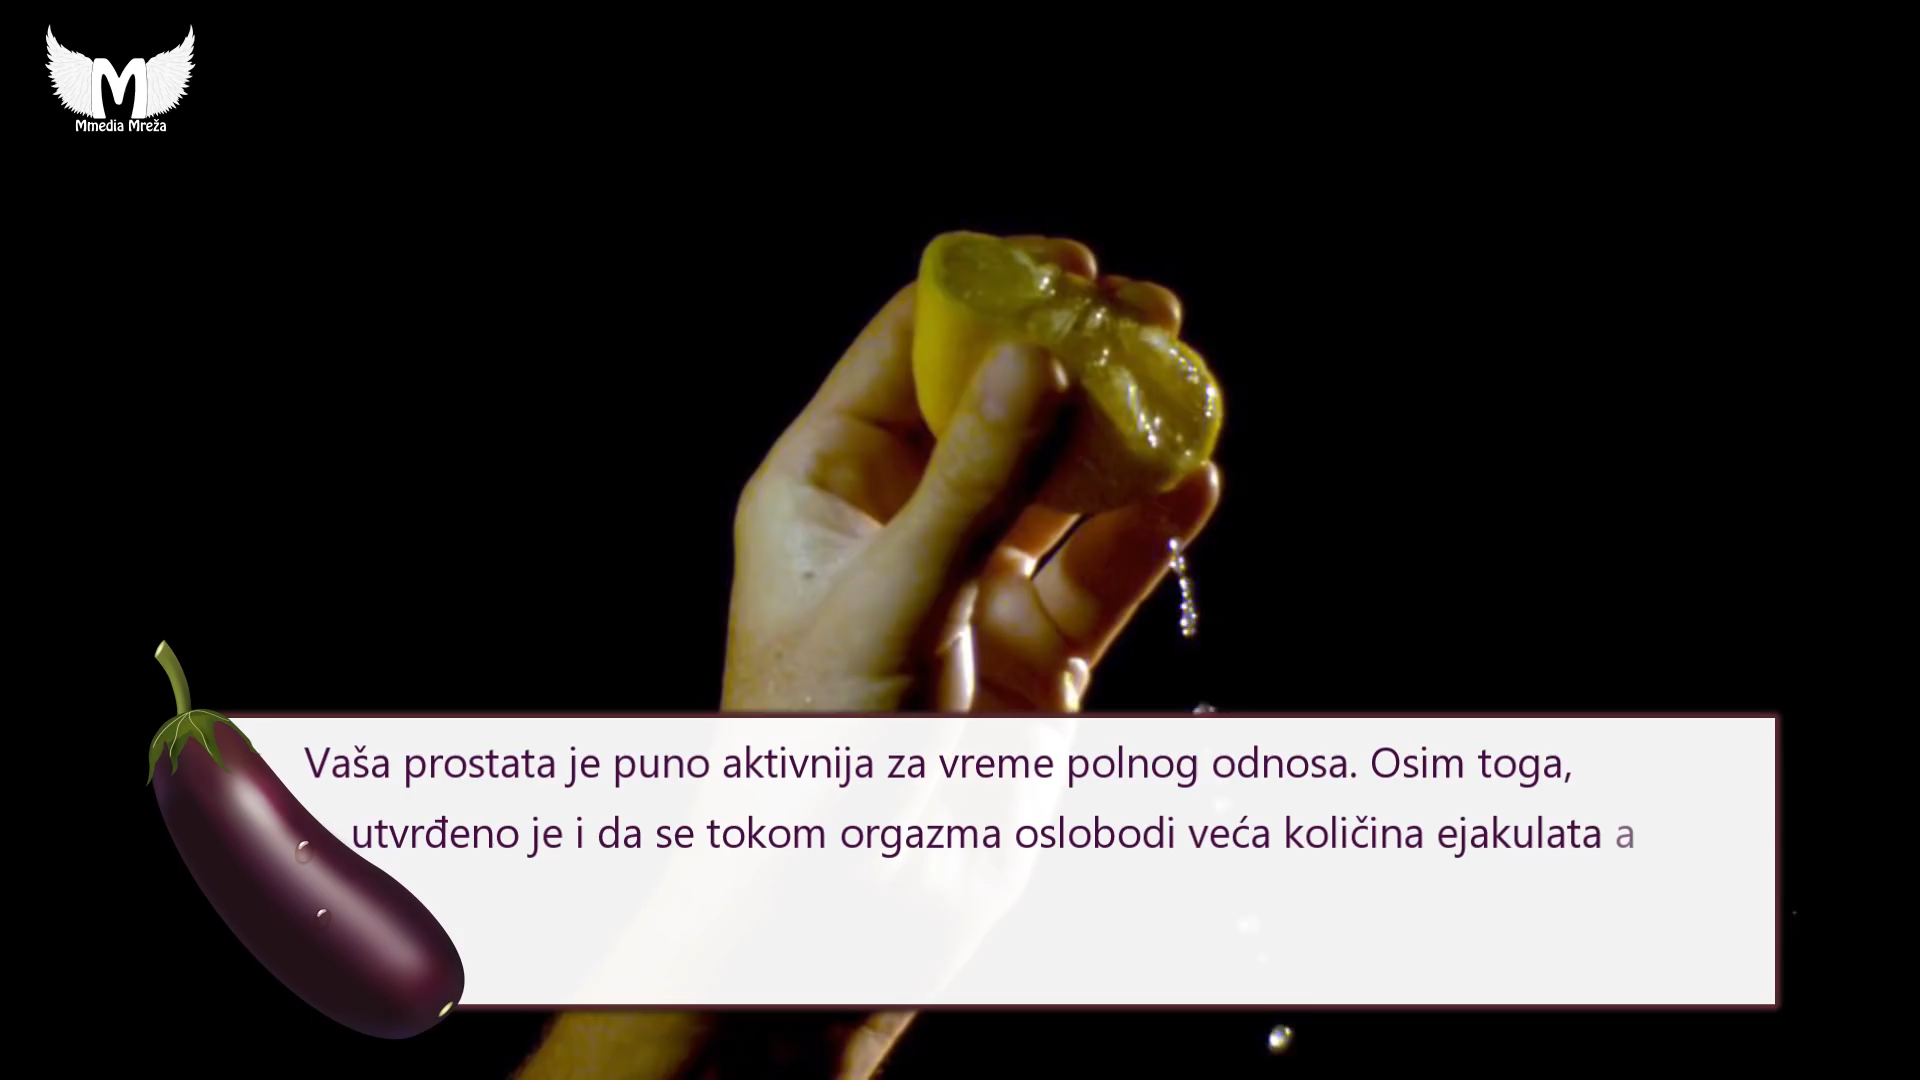 M
Mmedia Mreža
Vaša prostata je puno aktivnija za vreme polnog odnosa. Osim toga,
utvrđeno je i da se tokom orgazma oslobodi veća količina ejakulata a